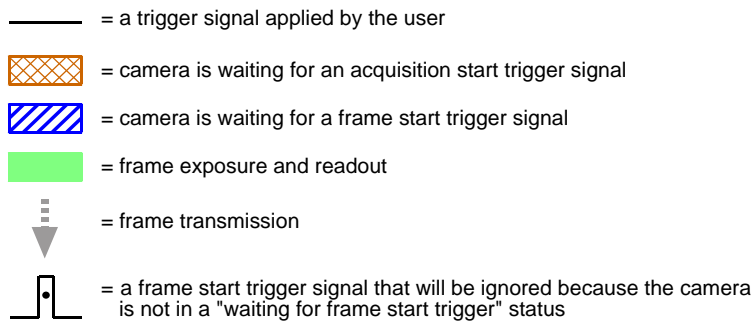 = a trigger signal applied by the user
= camera is waiting for an acquisition start trigger signal
= camera is waiting for a frame start trigger signal
= frame exposure and readout
= frame transmission
= a frame start trigger signal that will be ignored because the camera
is not in a "waiting for frame start trigger" status